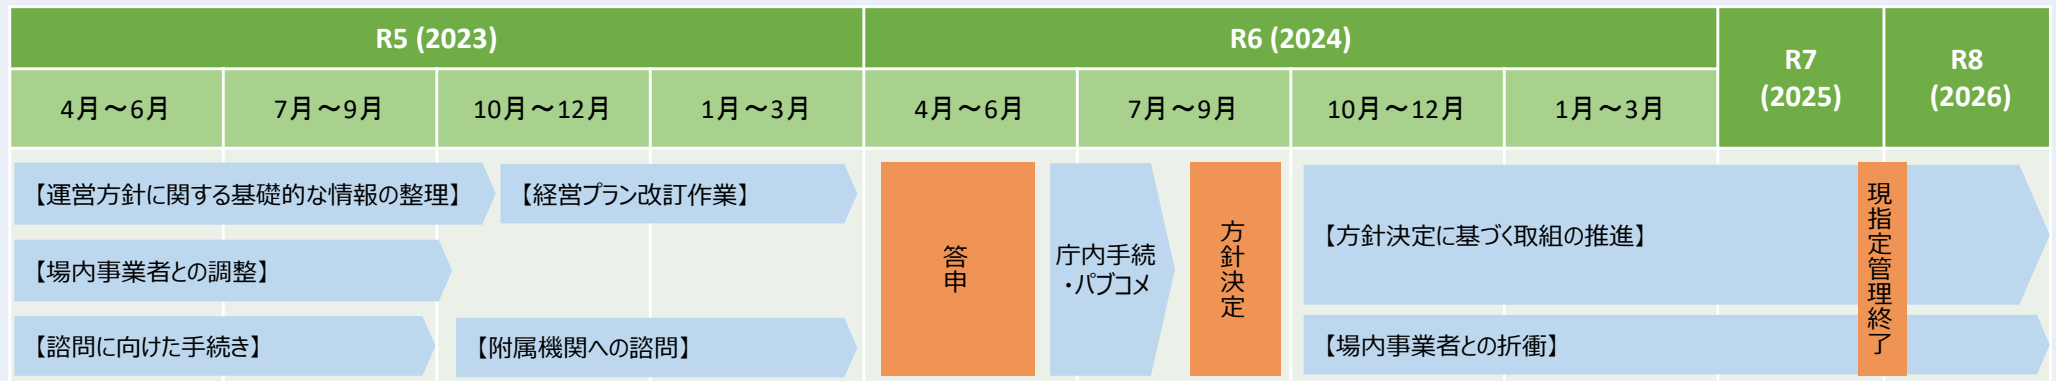 R5 (2023)
R6 (2024)
R7
(2025)
R8
(2026)
4月～6月
7月～9月
10月～12月
1月～3月
4月～6月
7月～9月
10月～12月
1月～3月
【運営方針に関する基礎的な情報の整理】
【経営プラン改訂作業】
【場内事業者との調整】
【諮問に向けた手続き】
【附属機関への諮問】
答申
庁内手続
・パブコメ
方針決定
【方針決定に基づく取組の推進】
【場内事業者との折衝】
現指定管理終了